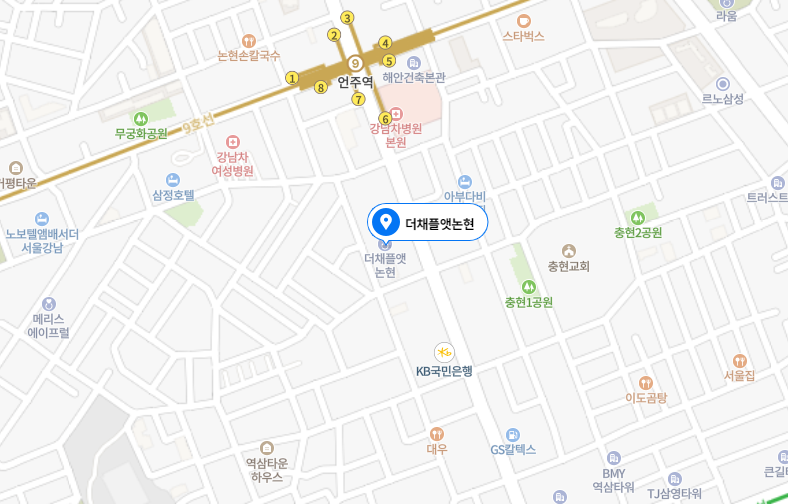 라움
3
스타벅스
2
4
논현손칼국수
9
5
해안건축본관
1
8
언주역
르노삼성
7
6
무궁화공원
9호선
강남차병원
본원
강남차
여성병원
어평타운
삼정호텔
아부다비
트러스트
더채플앳논현
노보텔앰배서더
서울강남
충현2공원
더채플앳
논현
충현교회
메리스
에이프럴
충현1공원
KB국민은행
서울집
이도곰탕
대우
GS칼텍스
역삼타운
하우스
BMY
역삼타워
큰길타
TJ삼영타워